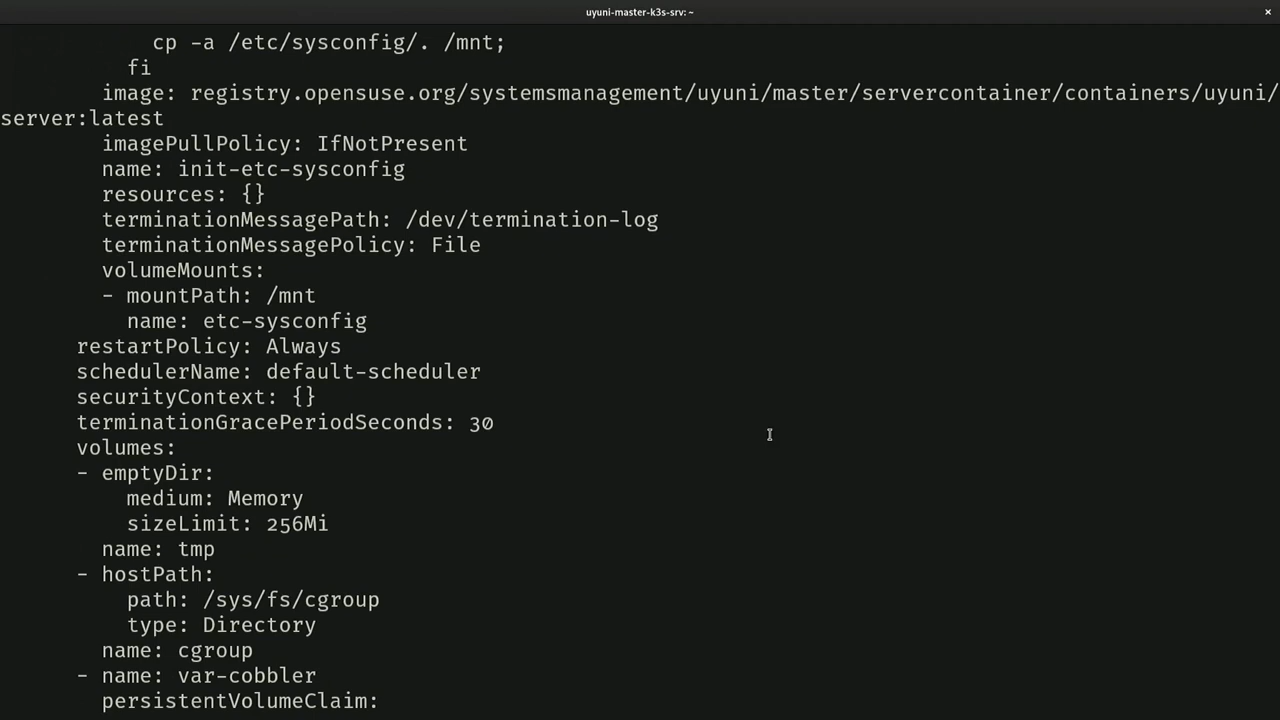 uyuni-master-k3s-srv: ~
×
cp -a /etc/sysconfig/. /mnt;
fi
image: registry.opensuse.org/systemsmanagement/uyuni/master/servercontainer/containers/uyuni/
server:latest
imagePullPolicy: IfNotPresent
name: init-etc-sysconfig
resources: {}
terminationMessagePath: /dev/termination-log
terminationMessagePolicy: File
volumeMounts:
- mountPath: /mnt
name: etc-sysconfig
restartPolicy: Always
schedulerName: default-scheduler
securityContext: {}
terminationGracePeriodSeconds: 30
volumes:
- emptyDir:
medium: Memory
sizeLimit: 256Mi
name: tmp
- hostPath:
path: /sys/fs/cgroup
type: Directory
name: cgroup
- name: var-cobbler
persistentVolumeClaim: